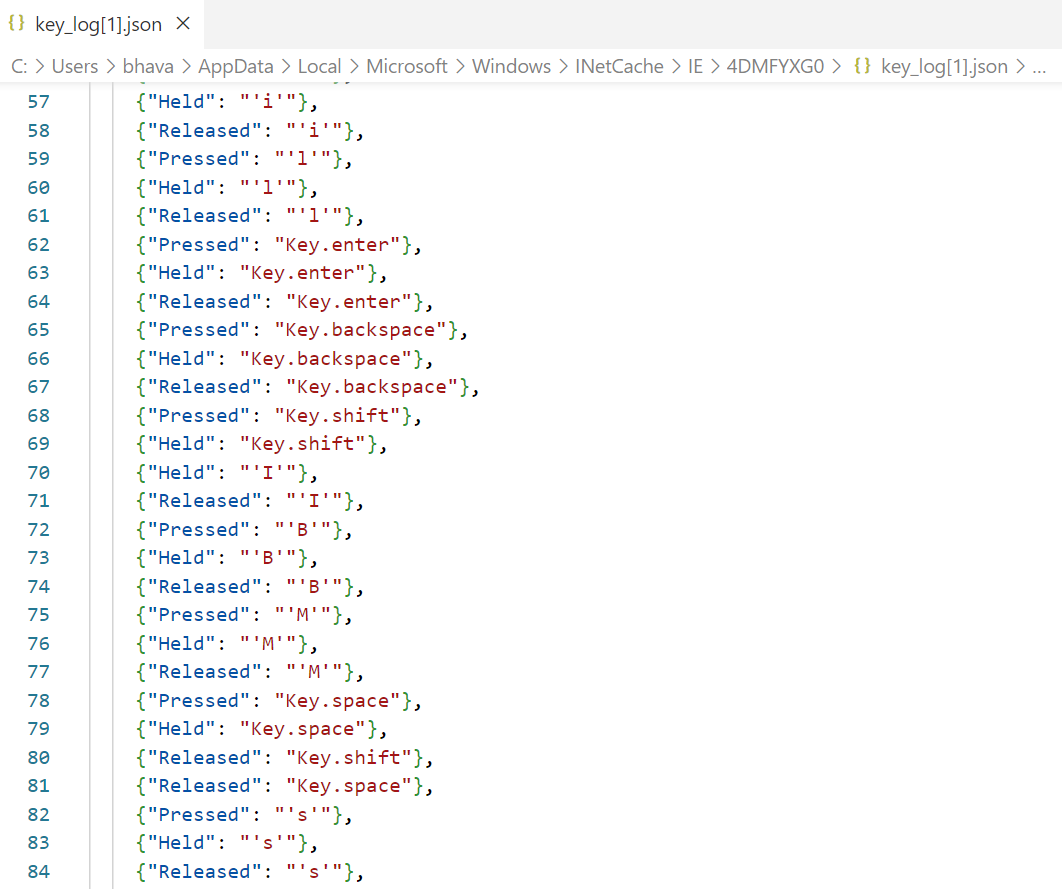 {} key_log[1].json ×
C: > Users > bhava > AppData > Local > Microsoft > Windows > INetCache > IE > 4DMFYXG0 > {} key_log[1].json > ...
57 {"Held": "'i'"},
58 {"Released": "'i'"},
59 {"Pressed": "'l'"},
60 {"Held": "'l'"},
61 {"Released": "'l'"},
62 {"Pressed": "Key.enter"},
63 {"Held": "Key.enter"},
64 {"Released": "Key.enter"},
65 {"Pressed": "Key.backspace"},
66 {"Held": "Key.backspace"},
67 {"Released": "Key.backspace"},
68 {"Pressed": "Key.shift"},
69 {"Held": "Key.shift"},
70 {"Held": "'I'"},
71 {"Released": "'I'"},
72 {"Pressed": "'B'"},
73 {"Held": "'B'"},
74 {"Released": "'B'"},
75 {"Pressed": "'M'"},
76 {"Held": "'M'"},
77 {"Released": "'M'"},
78 {"Pressed": "Key.space"},
79 {"Held": "Key.space"},
80 {"Released": "Key.shift"},
81 {"Released": "Key.space"},
82 {"Pressed": "'s'"},
83 {"Held": "'s'"},
84 {"Released": "'s'"},